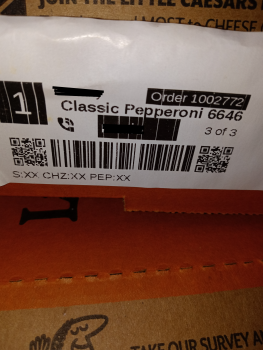 JOIN THE LITTLE CAESARS
MOST to CHEESE
1
Order 1002772
Classic Pepperoni 6646
3 of 3
S:XX CHZ:XX PEP:XX
TAKE OUR SURVEY A